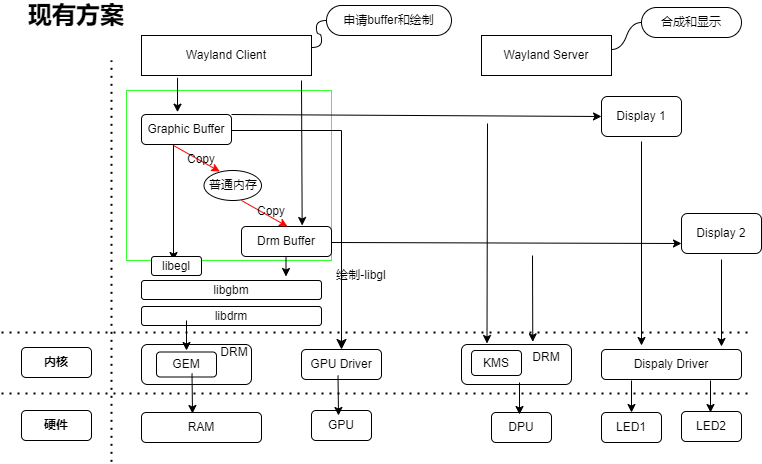 现有方案
申请buffer和绘制
合成和显示
Wayland Client
Wayland Server
Graphic Buffer
Display 1
Copy
普通内存
Copy
Drm Buffer
Display 2
libegl
绘制-libgl
libgbm
libdrm
内核
GEM
DRM
GPU Driver
KMS
DRM
Dispaly Driver
硬件
RAM
GPU
DPU
LED1
LED2